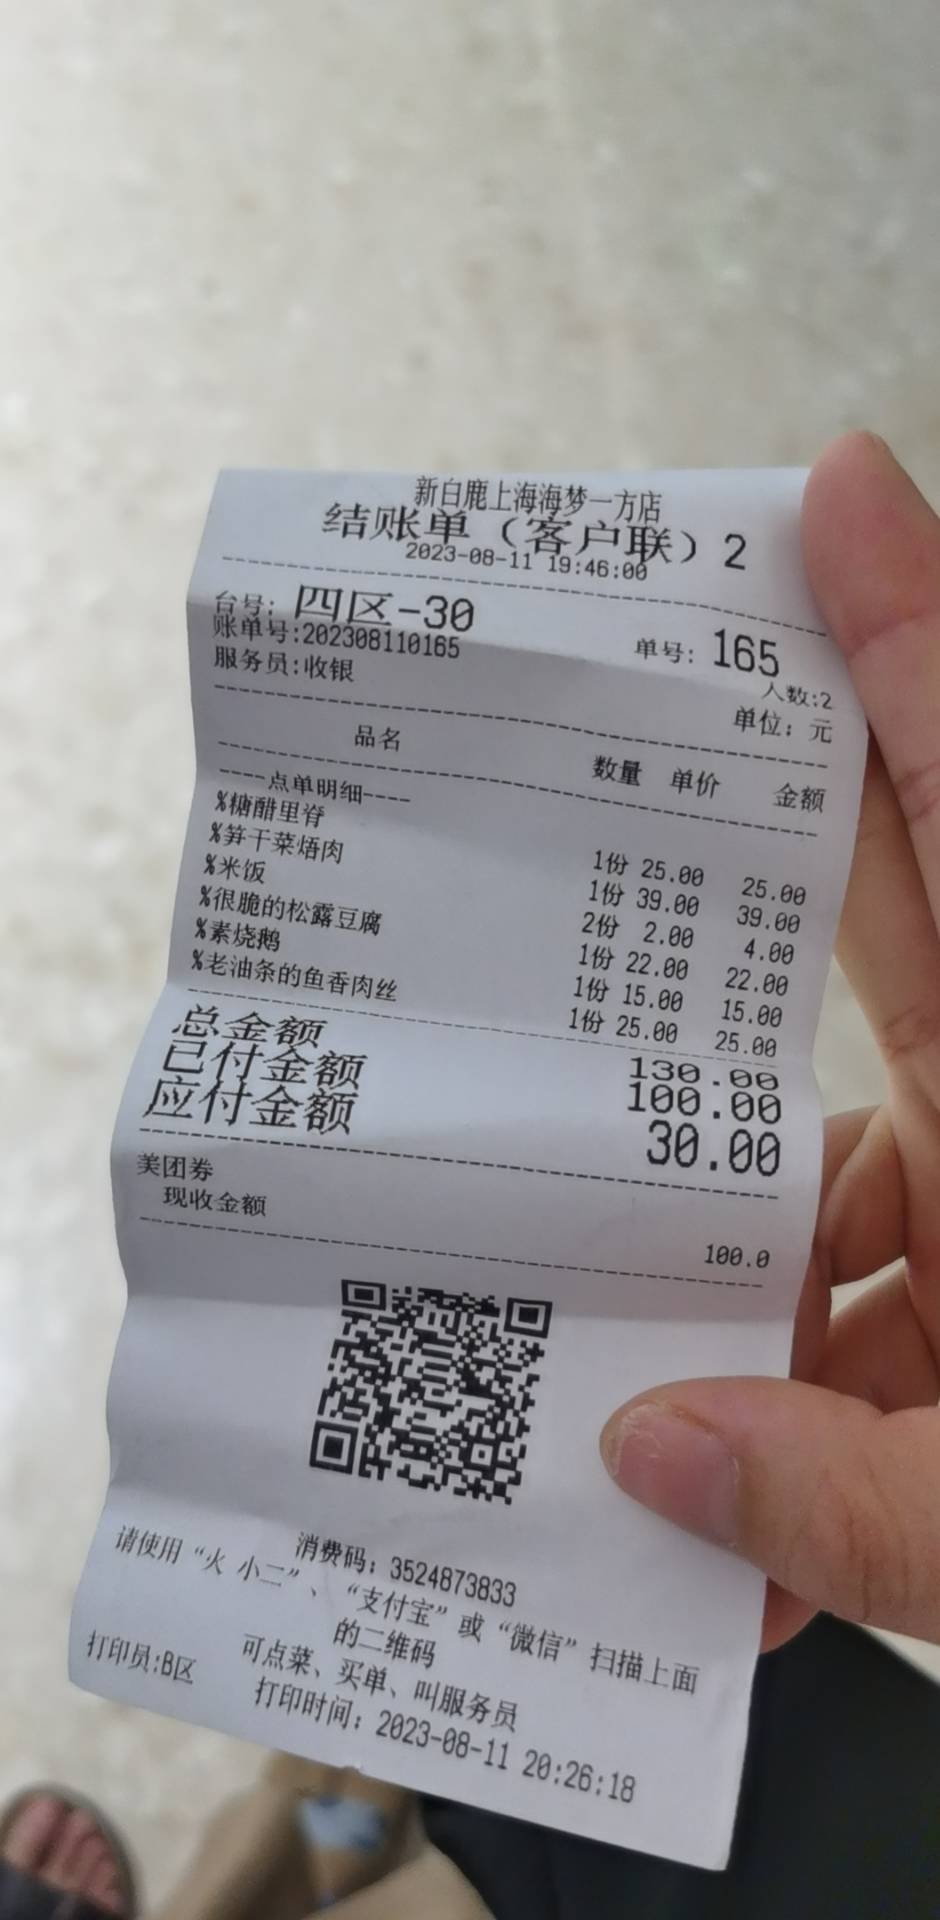 新白鹿上海海梦一方店
结账单（客户联）2
2023-08-11 19:46:00
台号: 四区-30 单号: 165
账单号:202308110165 人数:2
服务员:收银 单位: 元
品名 数量 单价 金额
----点单明细----
%糖醋里脊 1份 25.00 25.00
%笋干菜焐肉 1份 39.00 39.00
%米饭 2份 2.00 4.00
%很脆的松露豆腐 1份 22.00 22.00
%素烧鹅 1份 15.00 15.00
%老油条的鱼香肉丝 1份 25.00 25.00
总金额 130.00
已付金额 100.00
应付金额 30.00
美团券
现收金额 100.0
消费码: 3524873833
请使用“火 小二”、“支付宝”或“微信”扫描上面
的二维码
可点菜、买单、叫服务员
打印员:B区 打印时间: 2023-08-11 20:26:18